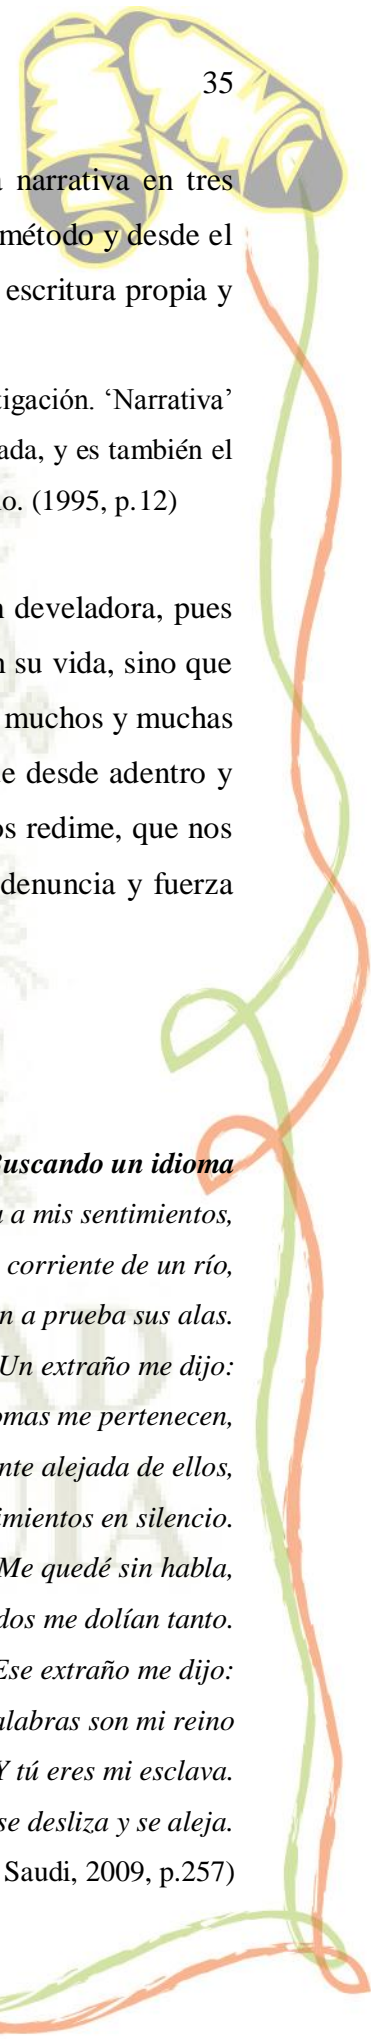 35
narrativa en tres
método y desde el
escritura propia y
tigación. ‘Narrativa’
ada, y es también el
o. (1995, p.12)
n develadora, pues
n su vida, sino que
muchos y muchas
e desde adentro y
os redime, que nos
denuncia y fuerza
Buscando un idioma
a mis sentimientos,
corriente de un río,
n a prueba sus alas.
Un extraño me dijo:
omas me pertenecen,
nte alejada de ellos,
imientos en silencio.
Me quedé sin habla,
dos me dolían tanto.
Ese extraño me dijo:
alabras son mi reino
Y tú eres mi esclava.
se desliza y se aleja.
Saudi, 2009, p.257)